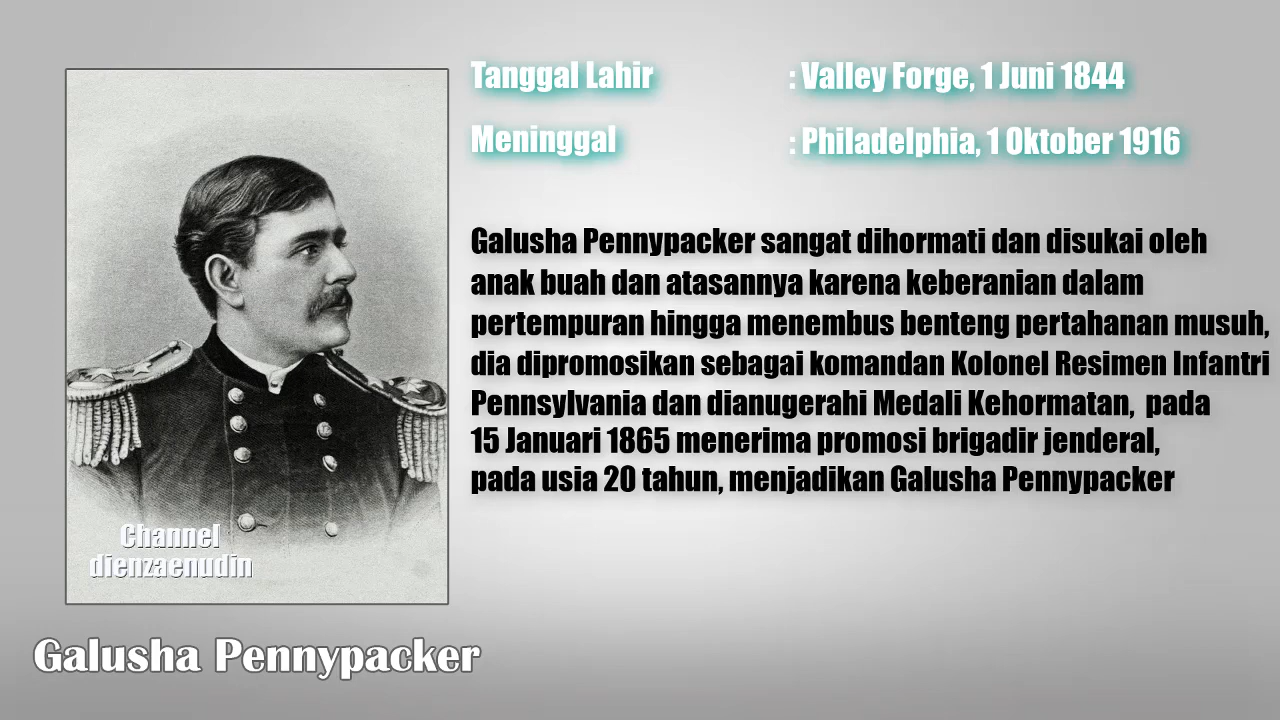 Tanggal Lahir : Valley Forge, 1 Juni 1844
Meninggal : Philadelphia, 1 Oktober 1916
Galusha Pennypacker sangat dihormati dan disukai oleh
anak buah dan atasannya karena keberanian dalam
pertempuran hingga menembus benteng pertahanan musuh,
dia dipromosikan sebagai komandan Kolonel Resimen Infantri
Pennsylvania dan dianugerahi Medali Kehormatan, pada
15 Januari 1865 menerima promosi brigadir jenderal,
pada usia 20 tahun, menjadikan Galusha Pennypacker
Channel
dienzaenudin
Galusha Pennypacker